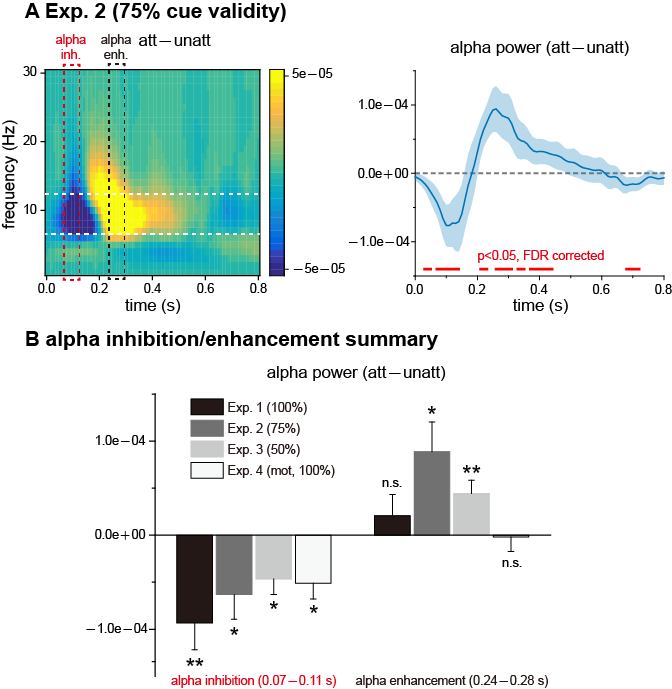 A Exp. 2 (75% cue validity)
alpha inh.
alpha enh.
att—unatt
30
20
10
frequency (Hz)
0.0 0.2 0.4 0.6 0.8
time (s)
5e−05
−5e−05
alpha power (att—unatt)
1.0e−04
0.0e+00
−1.0e−04
p<0.05, FDR corrected
0.0 0.2 0.4 0.6 0.8
time (s)
B alpha inhibition/enhancement summary
alpha power (att—unatt)
Exp. 1 (100%)
Exp. 2 (75%)
Exp. 3 (50%)
Exp. 4 (mot, 100%)
1.0e−04
0.0e+00
−1.0e−04
** * * *
n.s. * ** n.s.
alpha inhibition (0.07—0.11 s)
alpha enhancement (0.24—0.28 s)